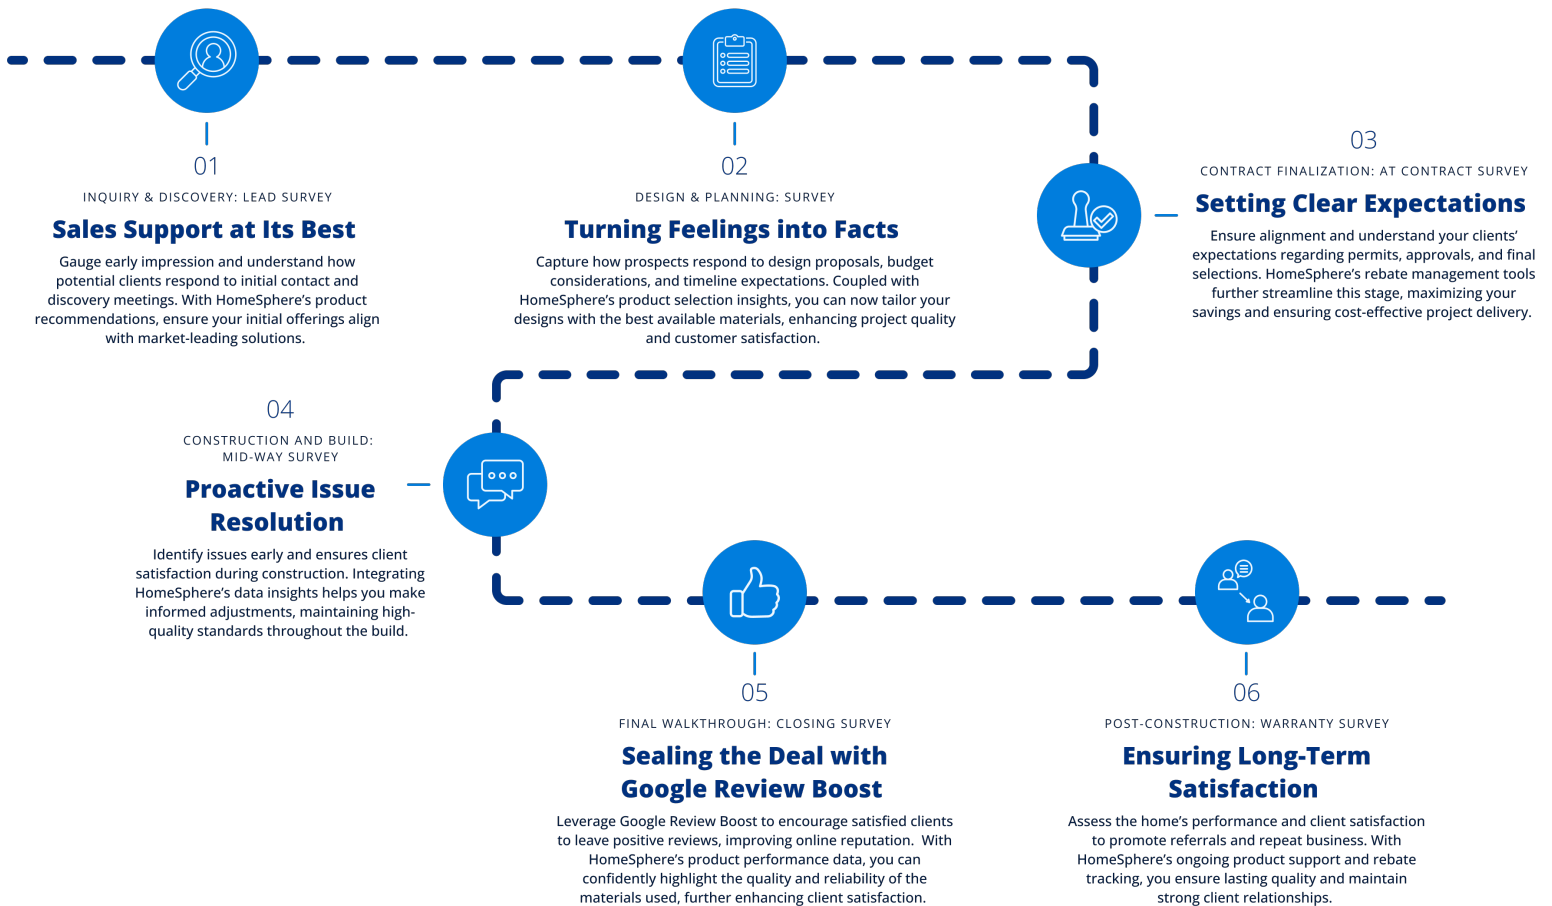 01
INQUIRY & DISCOVERY: LEAD SURVEY
Sales Support at Its Best
Gauge early impression and understand how
potential clients respond to initial contact and
discovery meetings. With HomeSphere’s product
recommendations, ensure your initial offerings align
with market-leading solutions.
02
DESIGN & PLANNING: SURVEY
Turning Feelings into Facts
Capture how prospects respond to design proposals, budget
considerations, and timeline expectations. Coupled with
HomeSphere’s product selection insights, you can now tailor your
designs with the best available materials, enhancing project quality
and customer satisfaction.
03
CONTRACT FINALIZATION: AT CONTRACT SURVEY
Setting Clear Expectations
Ensure alignment and understand your clients’
expectations regarding permits, approvals, and final
selections. HomeSphere’s rebate management tools
further streamline this stage, maximizing your
savings and ensuring cost-effective project delivery.
04
CONSTRUCTION AND BUILD:
MID-WAY SURVEY
Proactive Issue
Resolution
Identify issues early and ensures client
satisfaction during construction. Integrating
HomeSphere’s data insights helps you make
informed adjustments, maintaining high-
quality standards throughout the build.
05
FINAL WALKTHROUGH: CLOSING SURVEY
Sealing the Deal with
Google Review Boost
Leverage Google Review Boost to encourage satisfied clients
to leave positive reviews, improving online reputation.  With
HomeSphere’s product performance data, you can
confidently highlight the quality and reliability of the
materials used, further enhancing client satisfaction.
06
POST-CONSTRUCTION: WARRANTY SURVEY
Ensuring Long-Term
Satisfaction
Assess the home’s performance and client satisfaction
to promote referrals and repeat business. With
HomeSphere’s ongoing product support and rebate
tracking, you ensure lasting quality and maintain
strong client relationships.